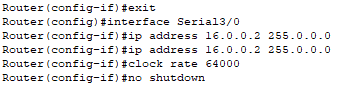 Router(config-if)#exit
Router(config)#interface Serial3/0
Router(config-if)#ip address 16.0.0.2 255.0.0.0
Router(config-if)#ip address 16.0.0.2 255.0.0.0
Router(config-if)#clock rate 64000
Router(config-if)#no shutdown